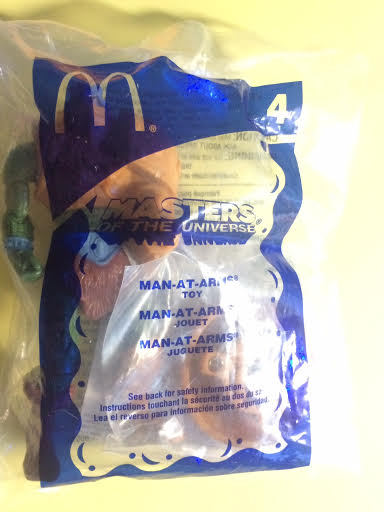 M®
4
MASTERS
OF THE UNIVERSE
MAN-AT-ARMS®
TOY
MAN-AT-ARMS®
JOUET
MAN-AT-ARMS®
JUGUETE
See back for safety information.
Instructions touchant la sécurité au dos du sac
Lea el reverso para información sobre seguridad.